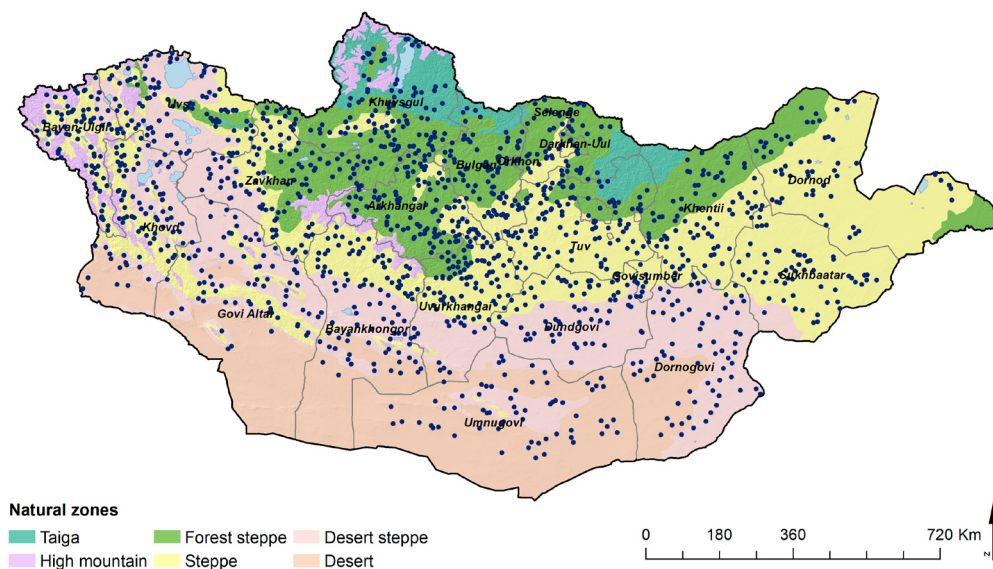 Khuvsgul
Selenge
Uvs
Bayan-Ulgii
Darkhan-Uul
Bulgan
Orkhon
Zavkhan
Dornod
Arkhangai
Khentii
Khovd
Tuv
Govisumber
Sukhbaatar
Uvurkhangai
Govi Altai
Bayankhongor
Dundgovi
Dornogovi
Umnugovi
Natural zones
Taiga
Forest steppe
Desert steppe
High mountain
Steppe
Desert
0 180 360 720 Km
z